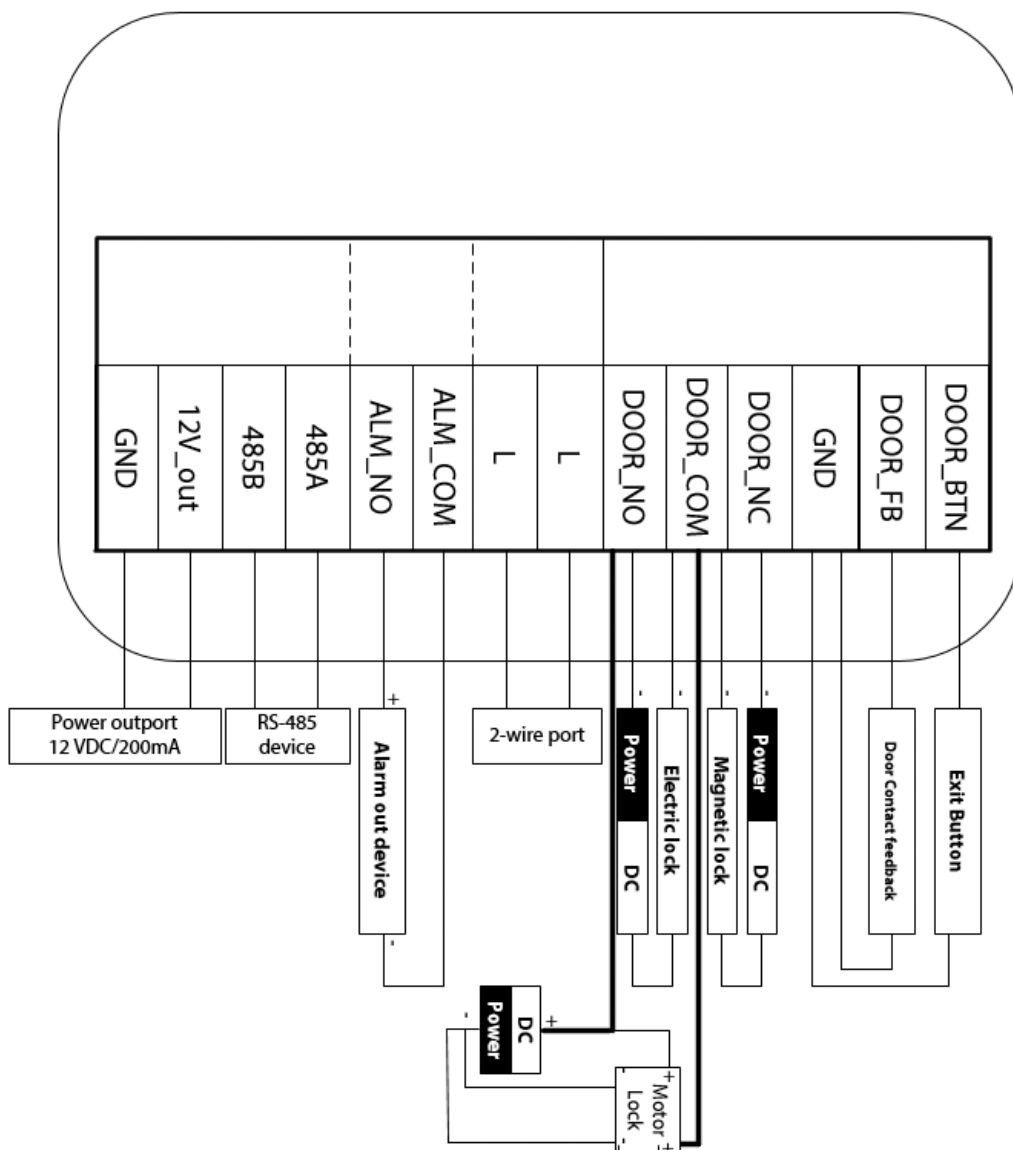 GND
12V_out
485B
485A
ALM_NO
ALM_COM
L
L
DOOR_NO
DOOR_COM
DOOR_NC
GND
DOOR_FB
DOOR_BTN
Power outport
12 VDC/200mA
RS-485
device
+
Alarm out device
-
2-wire port
-
Power
DC
-
Electric lock
-
Magnetic lock
-
Power
DC
Door Contact feedback
Exit Button
-
Power
DC
+
-
+
Motor
Lock
-
+